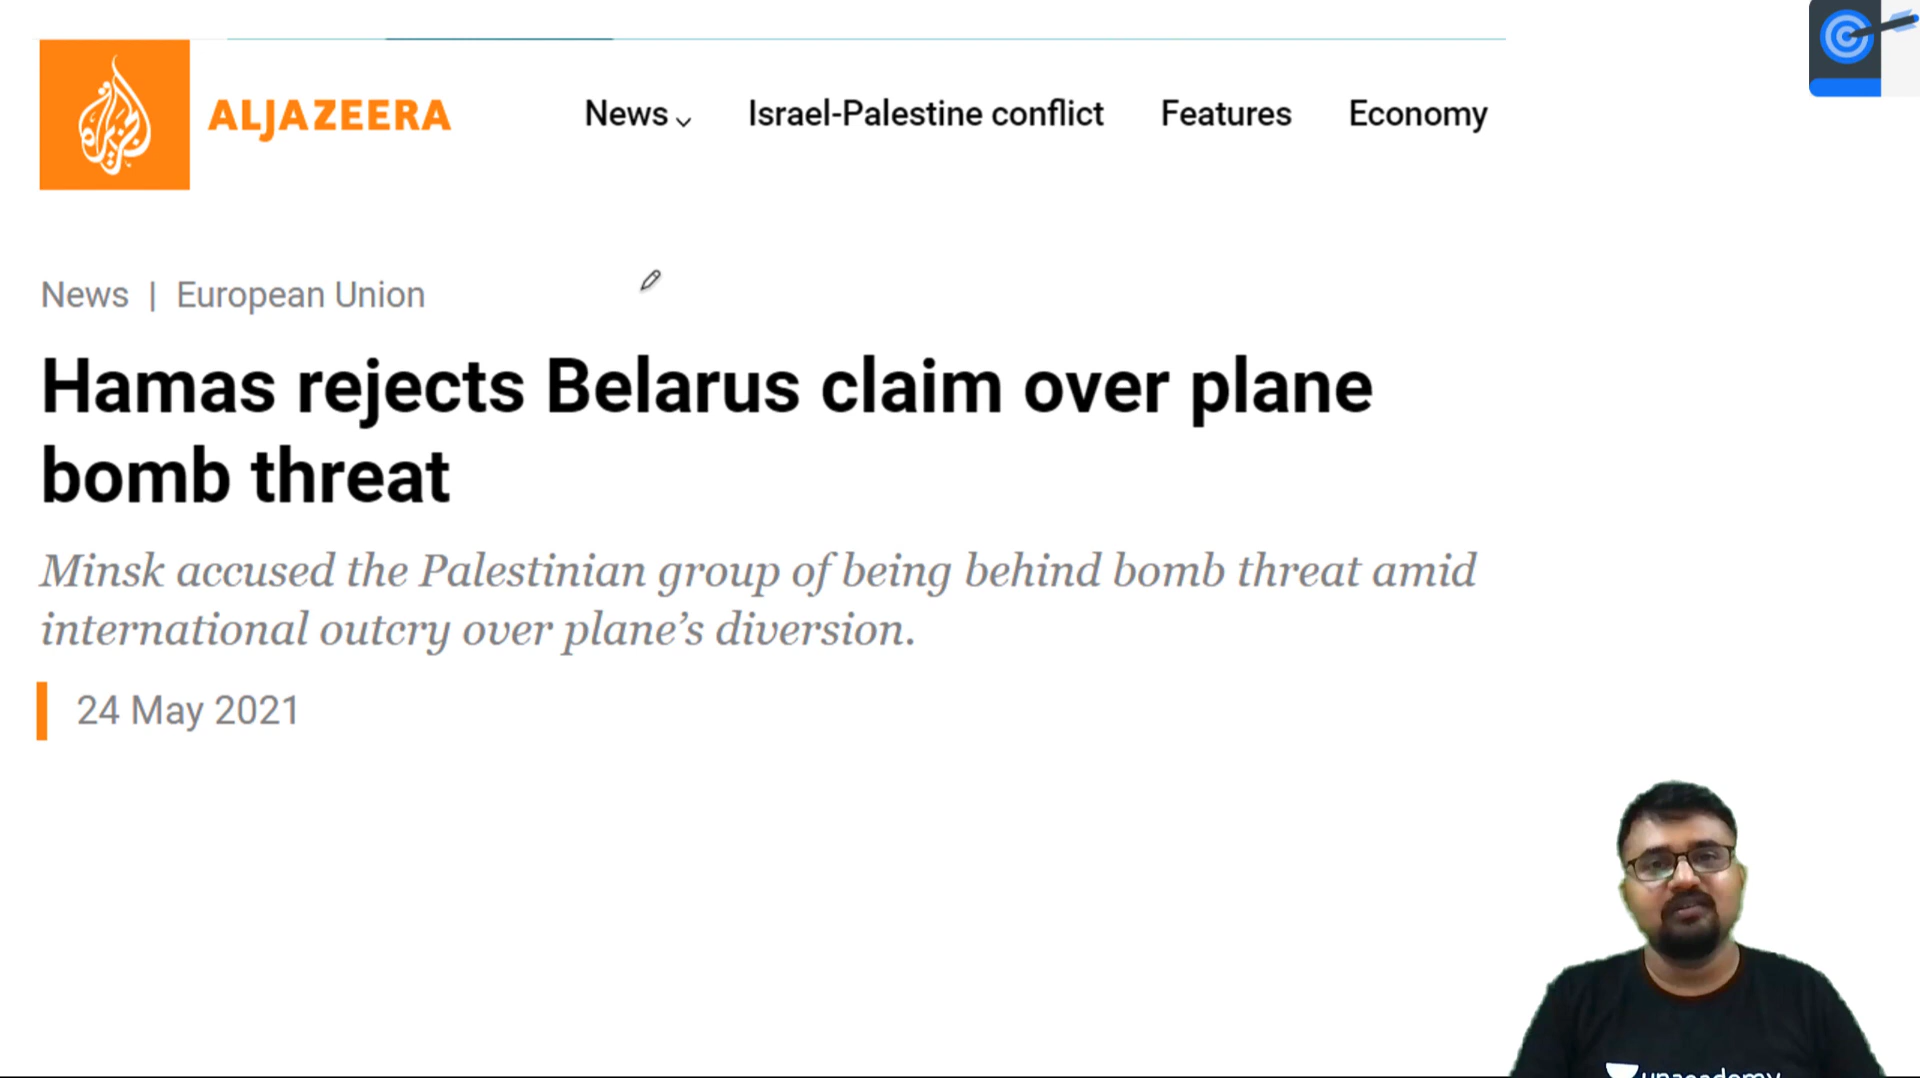 ALJAZEERA
News Israel-Palestine conflict Features Economy
News | European Union
Hamas rejects Belarus claim over plane
bomb threat
Minsk accused the Palestinian group of being behind bomb threat amid
international outcry over plane’s diversion.
24 May 2021
unacademy